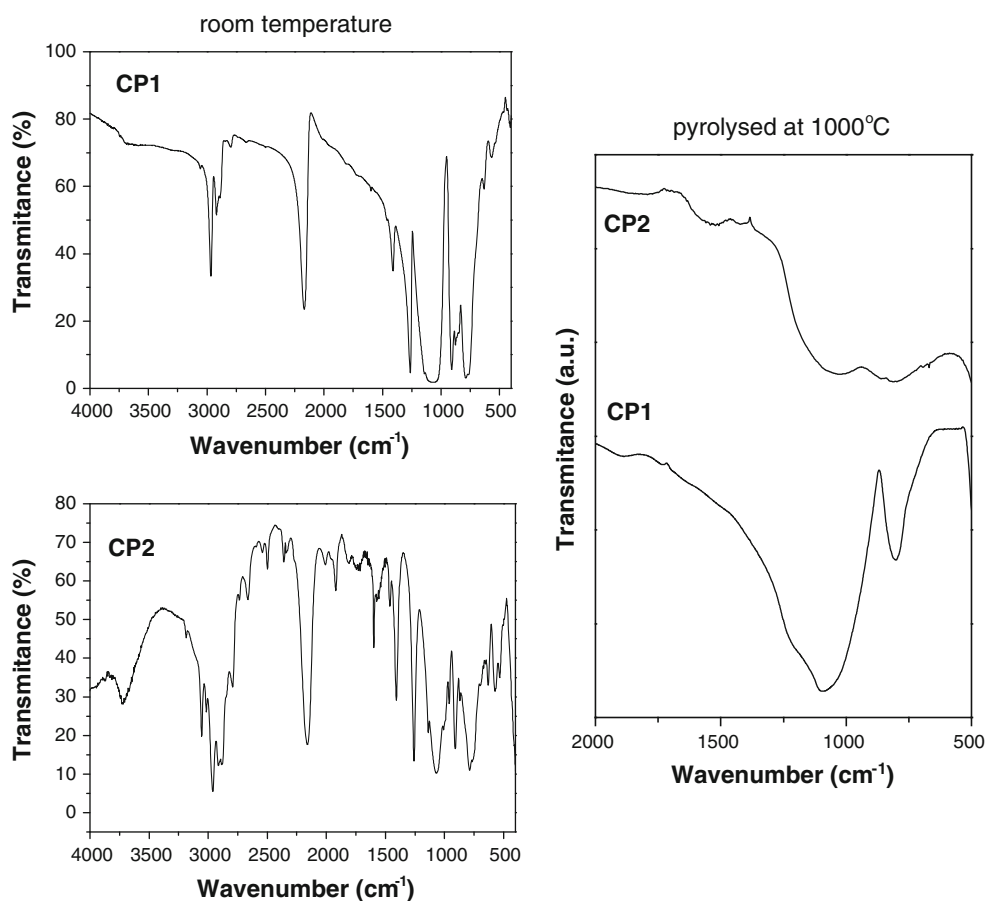 room temperature
CP1
Transmitance (%)
100
80
60
40
20
0
4000 3500 3000 2500 2000 1500 1000 500
Wavenumber (cm⁻¹)
CP2
Transmitance (%)
80
70
60
50
40
30
20
10
0
4000 3500 3000 2500 2000 1500 1000 500
Wavenumber (cm⁻¹)
pyrolysed at 1000°C
CP2
CP1
Transmitance (a.u.)
2000 1500 1000 500
Wavenumber (cm⁻¹)